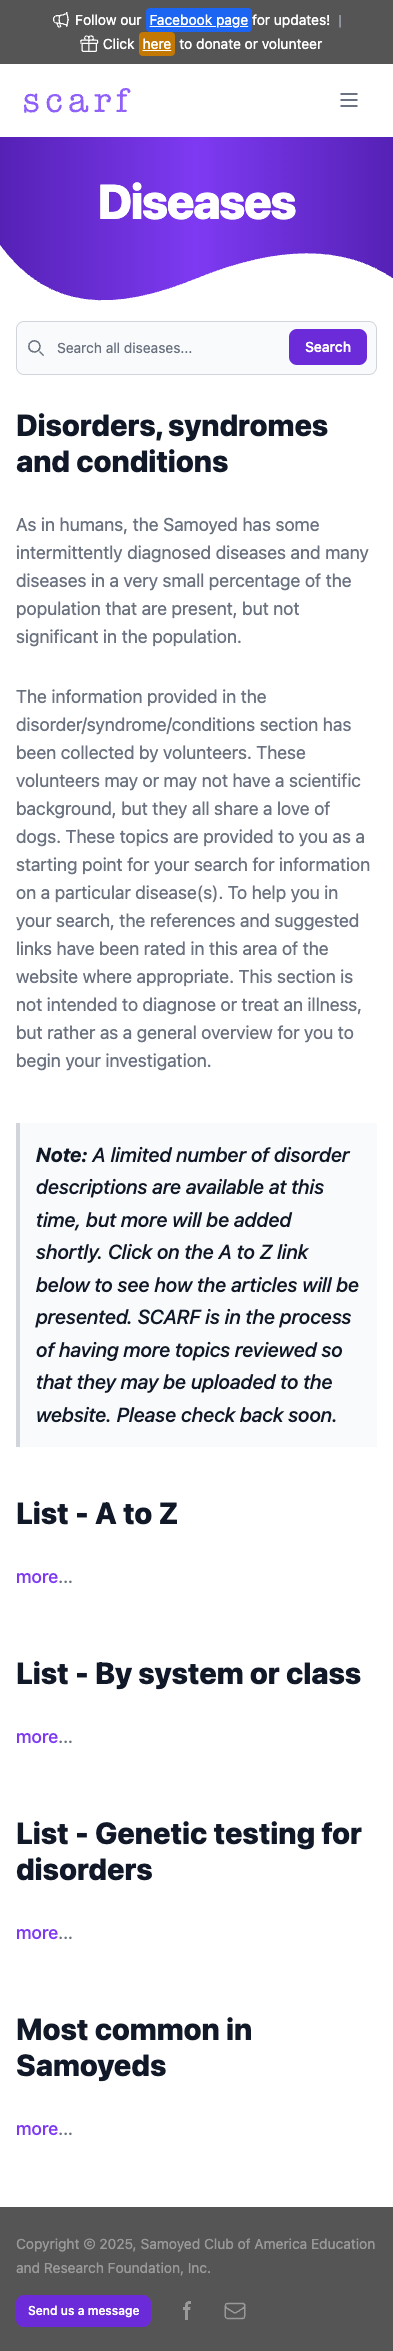 Follow our Facebook page for updates! |
Click here to donate or volunteer
scarf
Diseases
Search all diseases...
Search
Disorders, syndromes
and conditions
As in humans, the Samoyed has some
intermittently diagnosed diseases and many
diseases in a very small percentage of the
population that are present, but not
significant in the population.
The information provided in the
disorder/syndrome/conditions section has
been collected by volunteers. These
volunteers may or may not have a scientific
background, but they all share a love of
dogs. These topics are provided to you as a
starting point for your search for information
on a particular disease(s). To help you in
your search, the references and suggested
links have been rated in this area of the
website where appropriate. This section is
not intended to diagnose or treat an illness,
but rather as a general overview for you to
begin your investigation.
Note: A limited number of disorder
descriptions are available at this
time, but more will be added
shortly. Click on the A to Z link
below to see how the articles will be
presented. SCARF is in the process
of having more topics reviewed so
that they may be uploaded to the
website. Please check back soon.
List - A to Z
more...
List - By system or class
more...
List - Genetic testing for
disorders
more...
Most common in
Samoyeds
more...
Copyright © 2025, Samoyed Club of America Education
and Research Foundation, Inc.
Send us a message